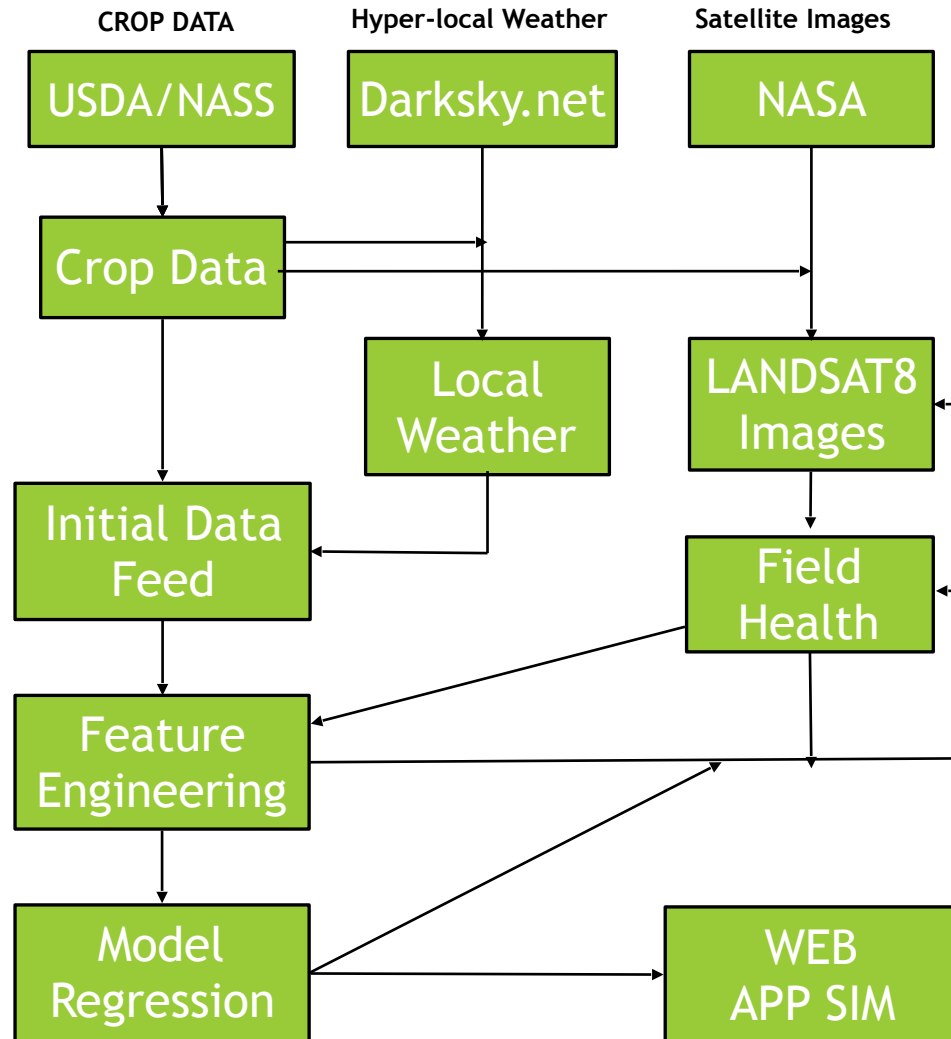 CROP DATA
Hyper-local Weather
Satellite Images
USDA/NASS
Darksky.net
NASA
Crop Data
Local
Weather
LANDSAT8
Images
Initial Data
Feed
Field
Health
Feature
Engineering
Model
Regression
WEB
APP SIM